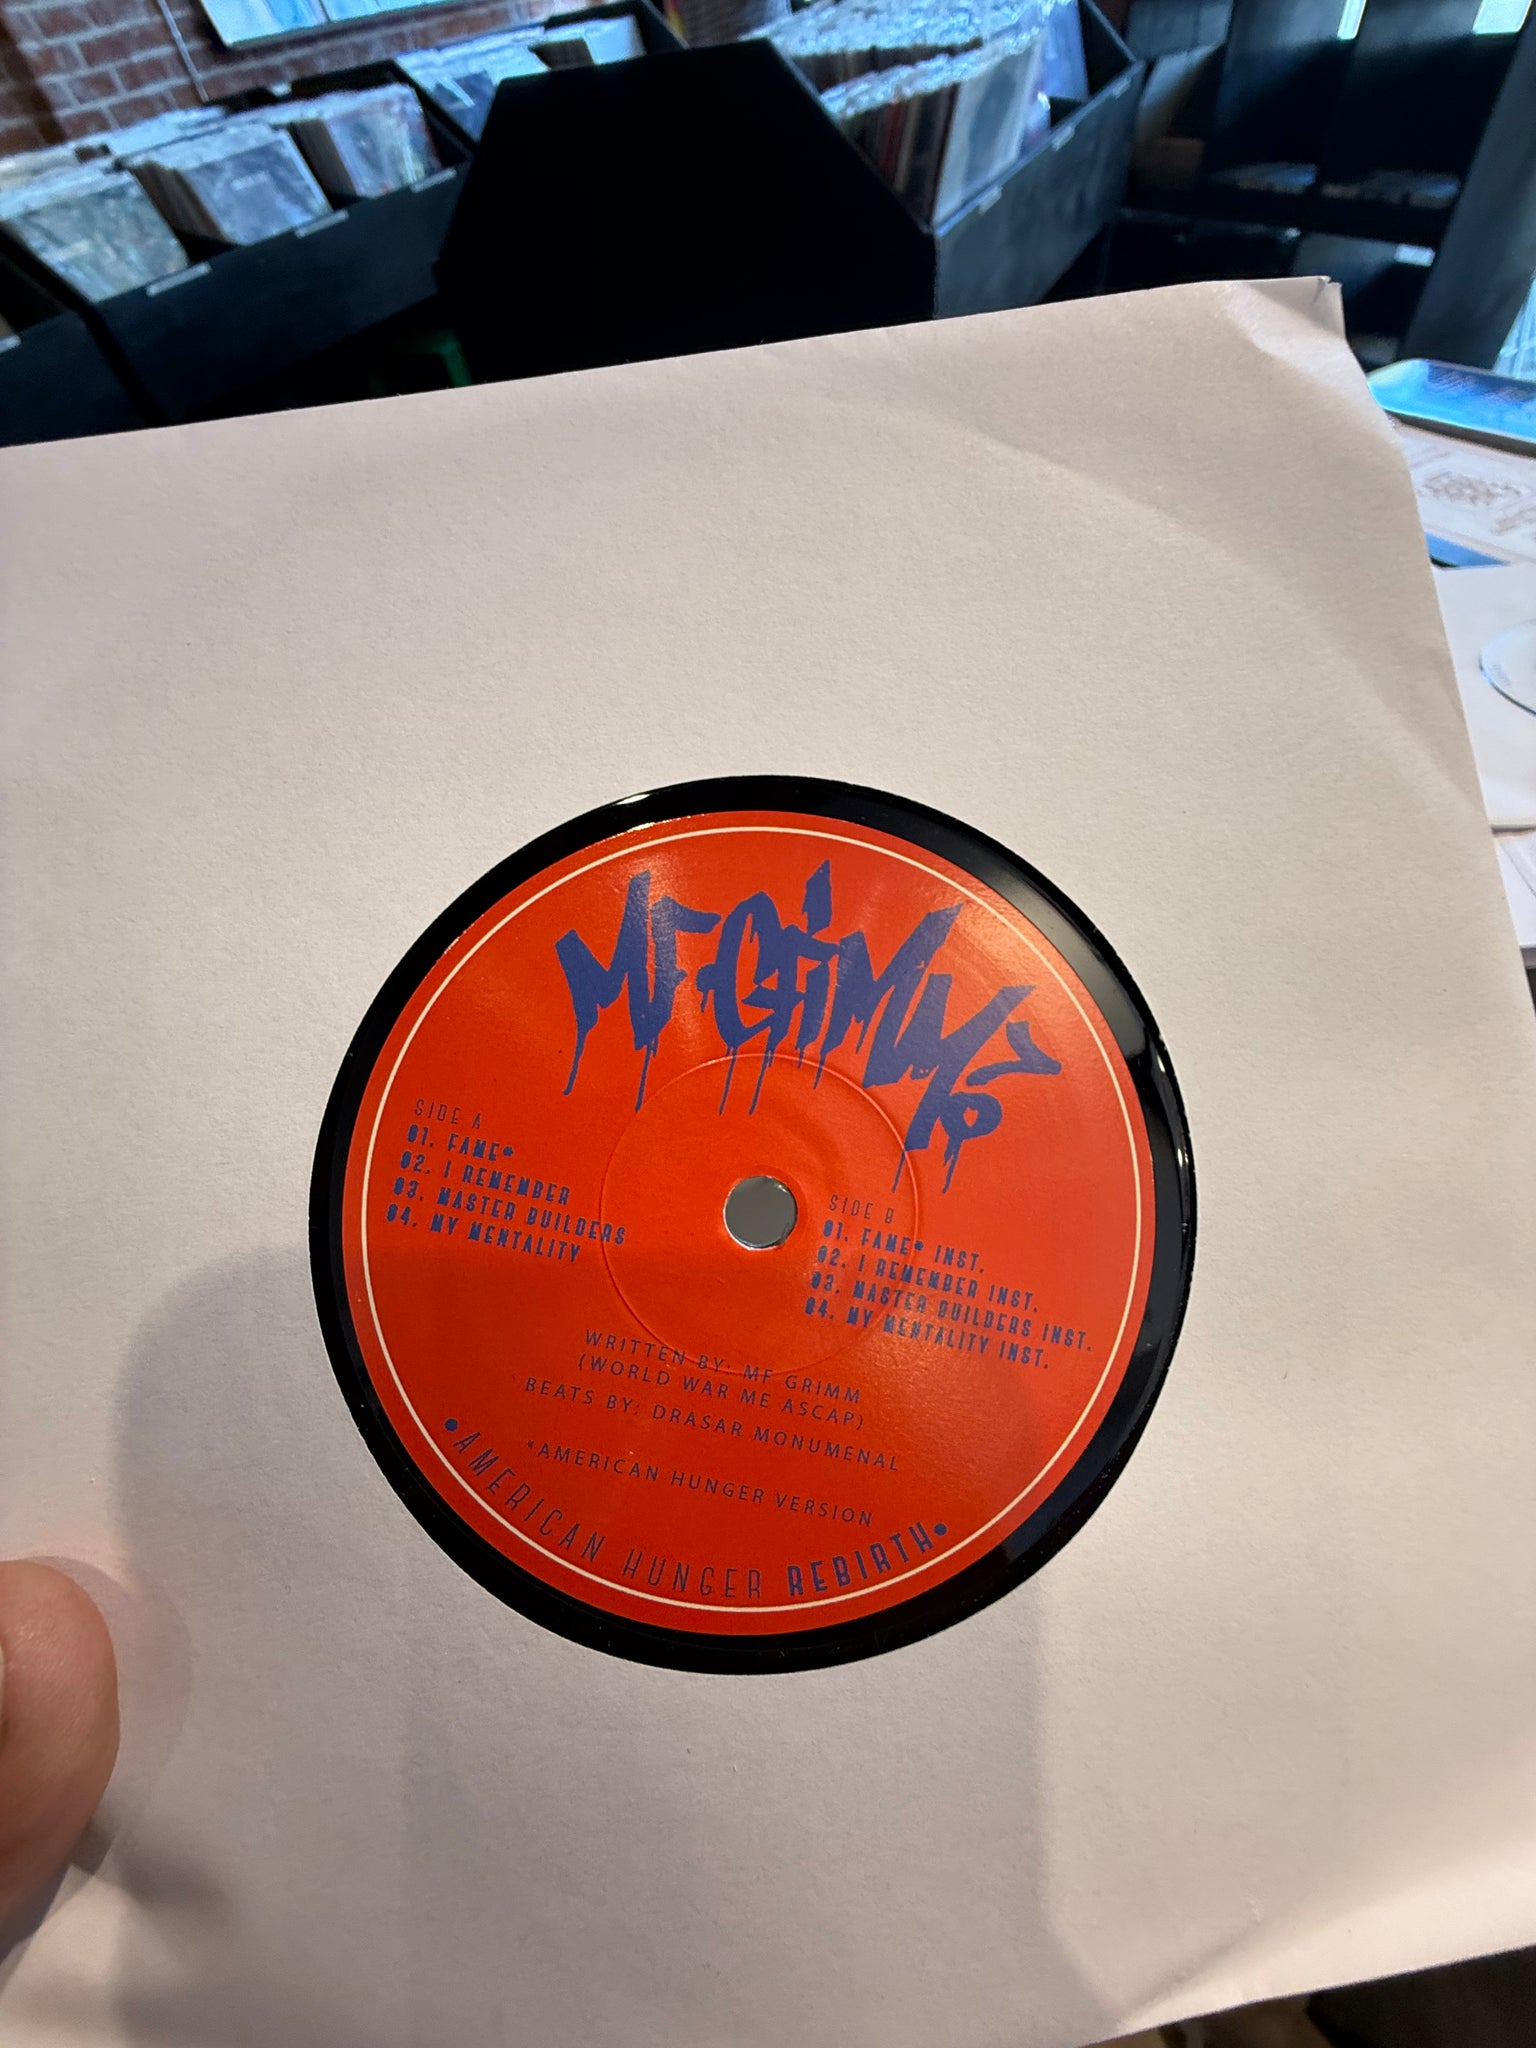 MF GRIMM
SIDE A
01. FAME*
02. I REMEMBER
03. MASTER BUILDERS
04. MY MENTALITY
SIDE B
01. FAME* INST.
02. I REMEMBER INST.
03. MASTER BUILDERS INST.
04. MY MENTALITY INST.
WRITTEN BY: MF GRIMM
(WORLD WAR ME ASCAP)
BEATS BY: DRASAR MONUMENAL
*AMERICAN HUNGER VERSION
•AMERICAN HUNGER REBIRTH•